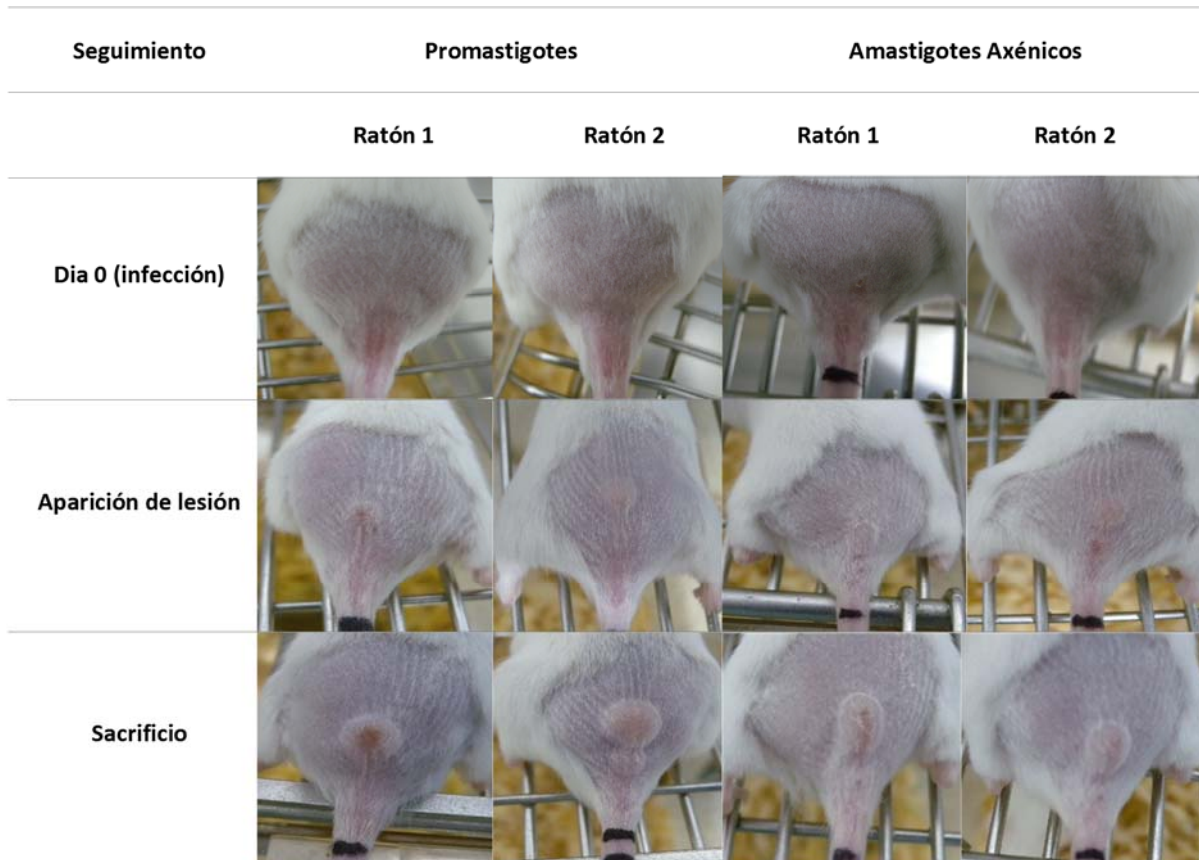 Seguimiento Promastigotes Amastigotes Axénicos
Ratón 1 Ratón 2 Ratón 1 Ratón 2
Dia 0 (infección)
Aparición de lesión
Sacrificio